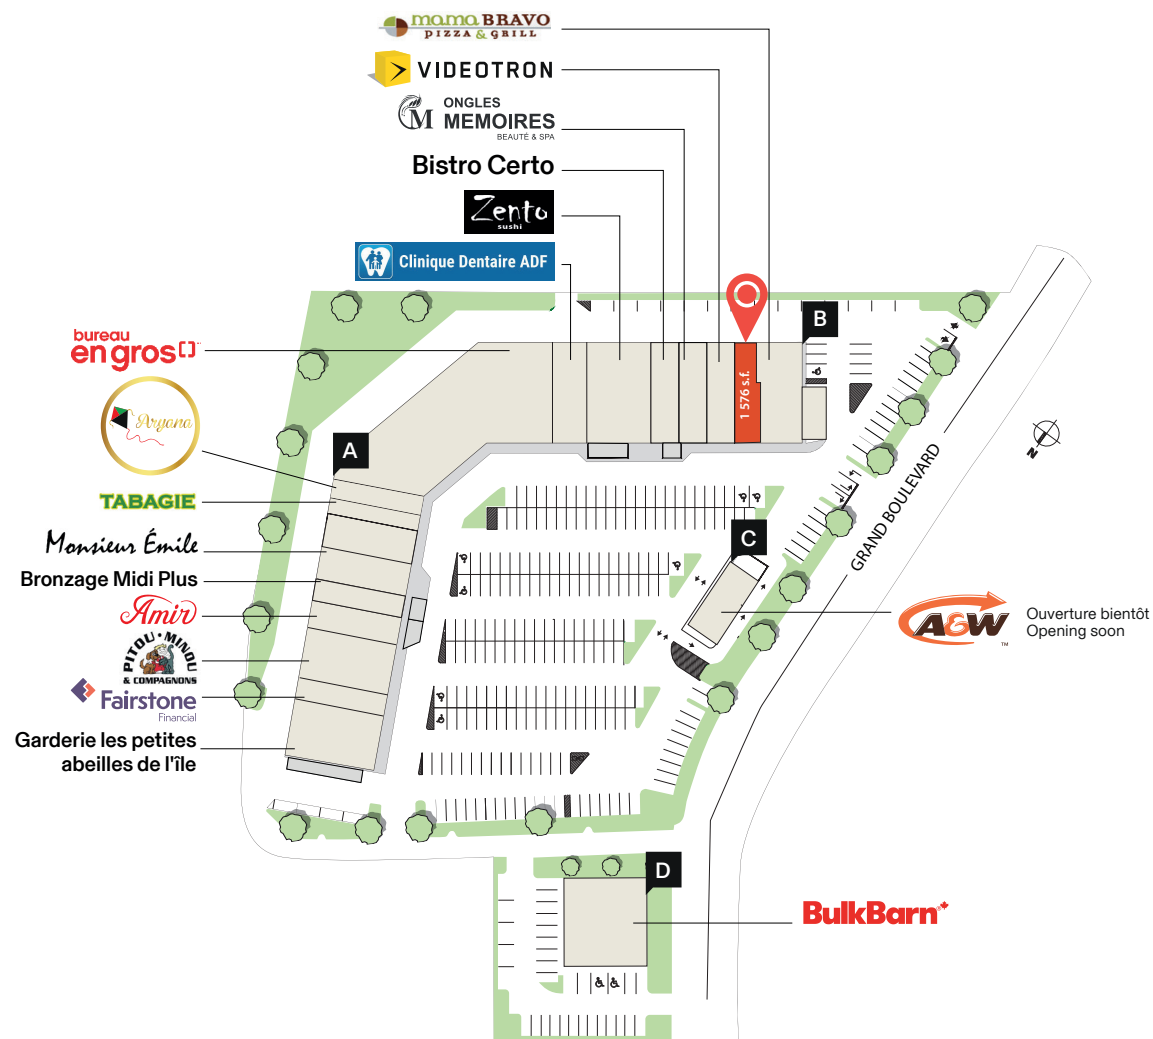 mama BRAVO
PIZZA & GRILL
VIDEOTRON
ONGLES
M MEMOIRES
BEAUTÉ & SPA
Bistro Certo
Zento
sushi
Clinique Dentaire ADF
B
1 576 s.f.
bureau
en gros
Aryana
A
TABAGIE
Monsieur Émile
Bronzage Midi Plus
Amir
PITOU • MINOU
& COMPAGNONS
Fairstone
Financial
Garderie les petites
abeilles de l'île
N
GRAND BOULEVARD
C
A&W
TM
Ouverture bientôt
Opening soon
D
BulkBarn